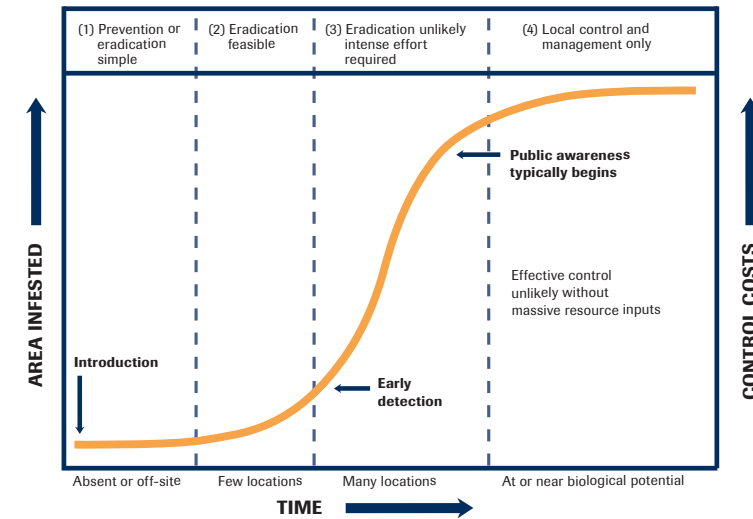 (1) Prevention or
eradication
simple
(2) Eradication
feasible
(3) Eradication unlikely
intense effort
required
(4) Local control and
management only
AREA INFESTED
CONTROL COSTS
Public awareness
typically begins
Effective control
unlikely without
massive resource inputs
Introduction
Early
detection
Absent or off-site
Few locations
Many locations
At or near biological potential
TIME